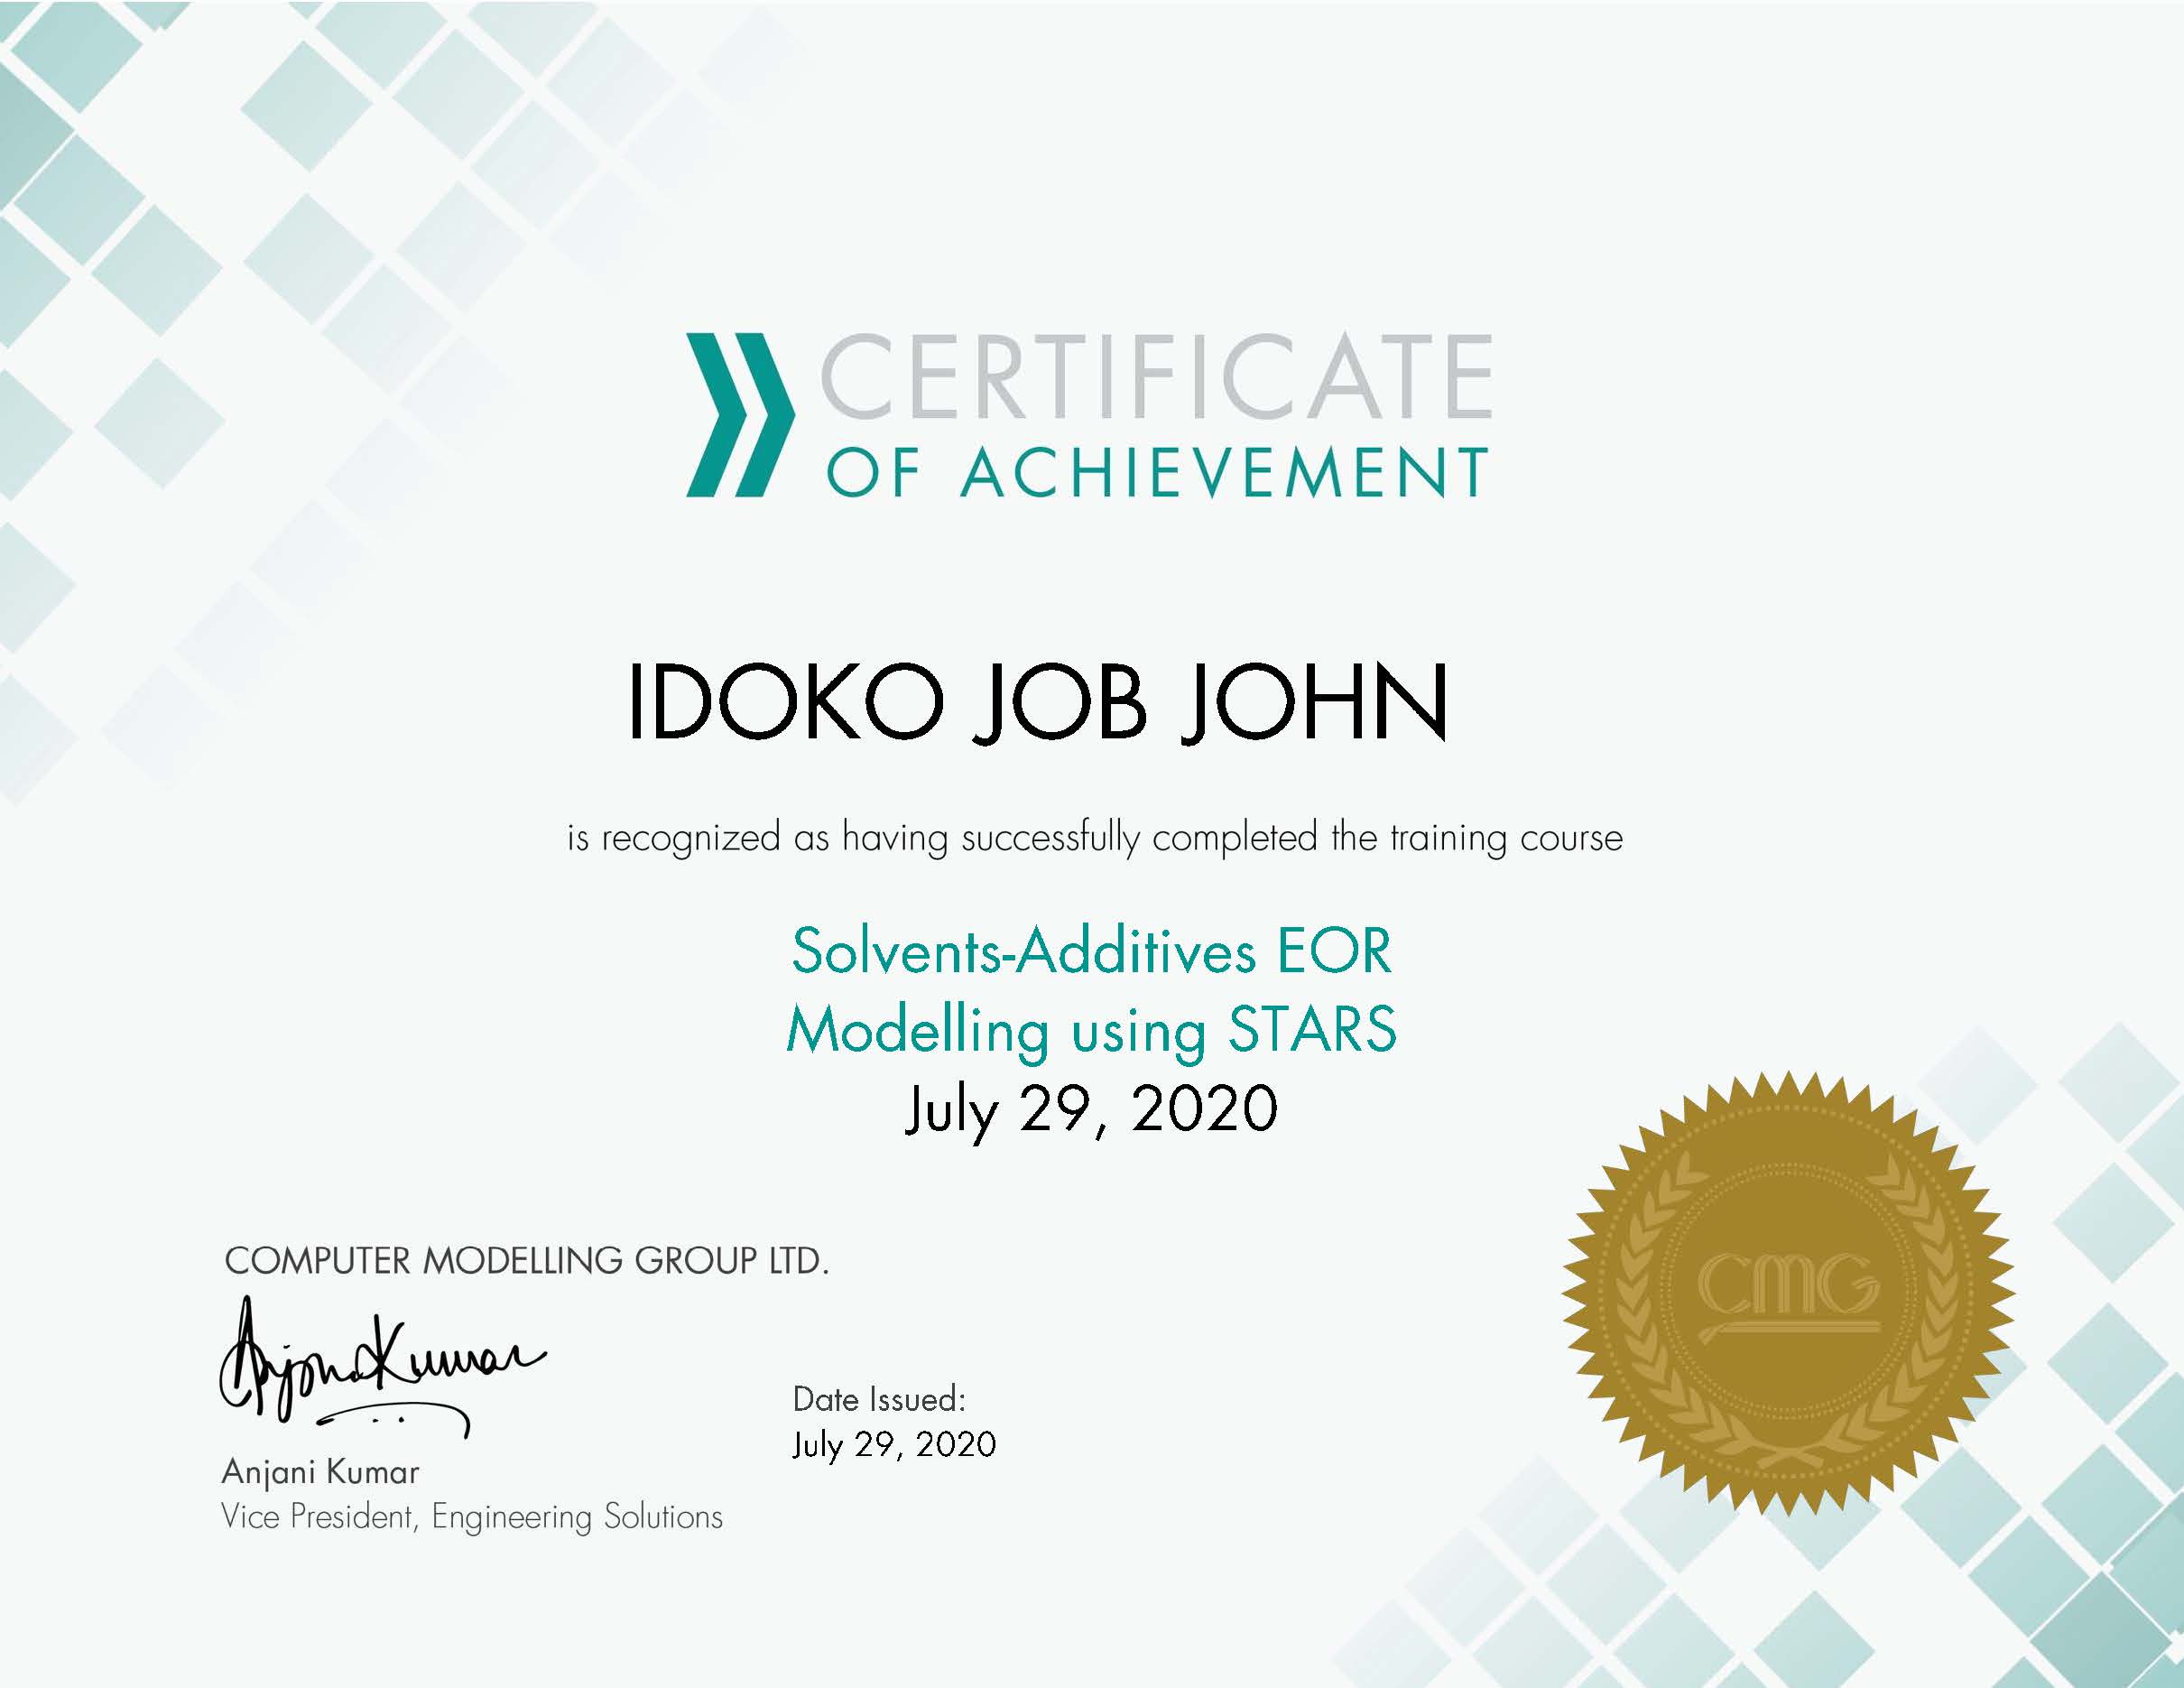 CERTIFICATE
OF ACHIEVEMENT
IDOKO JOB JOHN
is recognized as having successfully completed the training course
Solvents-Additives EOR
Modelling using STARS
July 29, 2020
COMPUTER MODELLING GROUP LTD.
Anjani Kumar
Date Issued:
July 29, 2020
Anjani Kumar
Vice President, Engineering Solutions
CMG